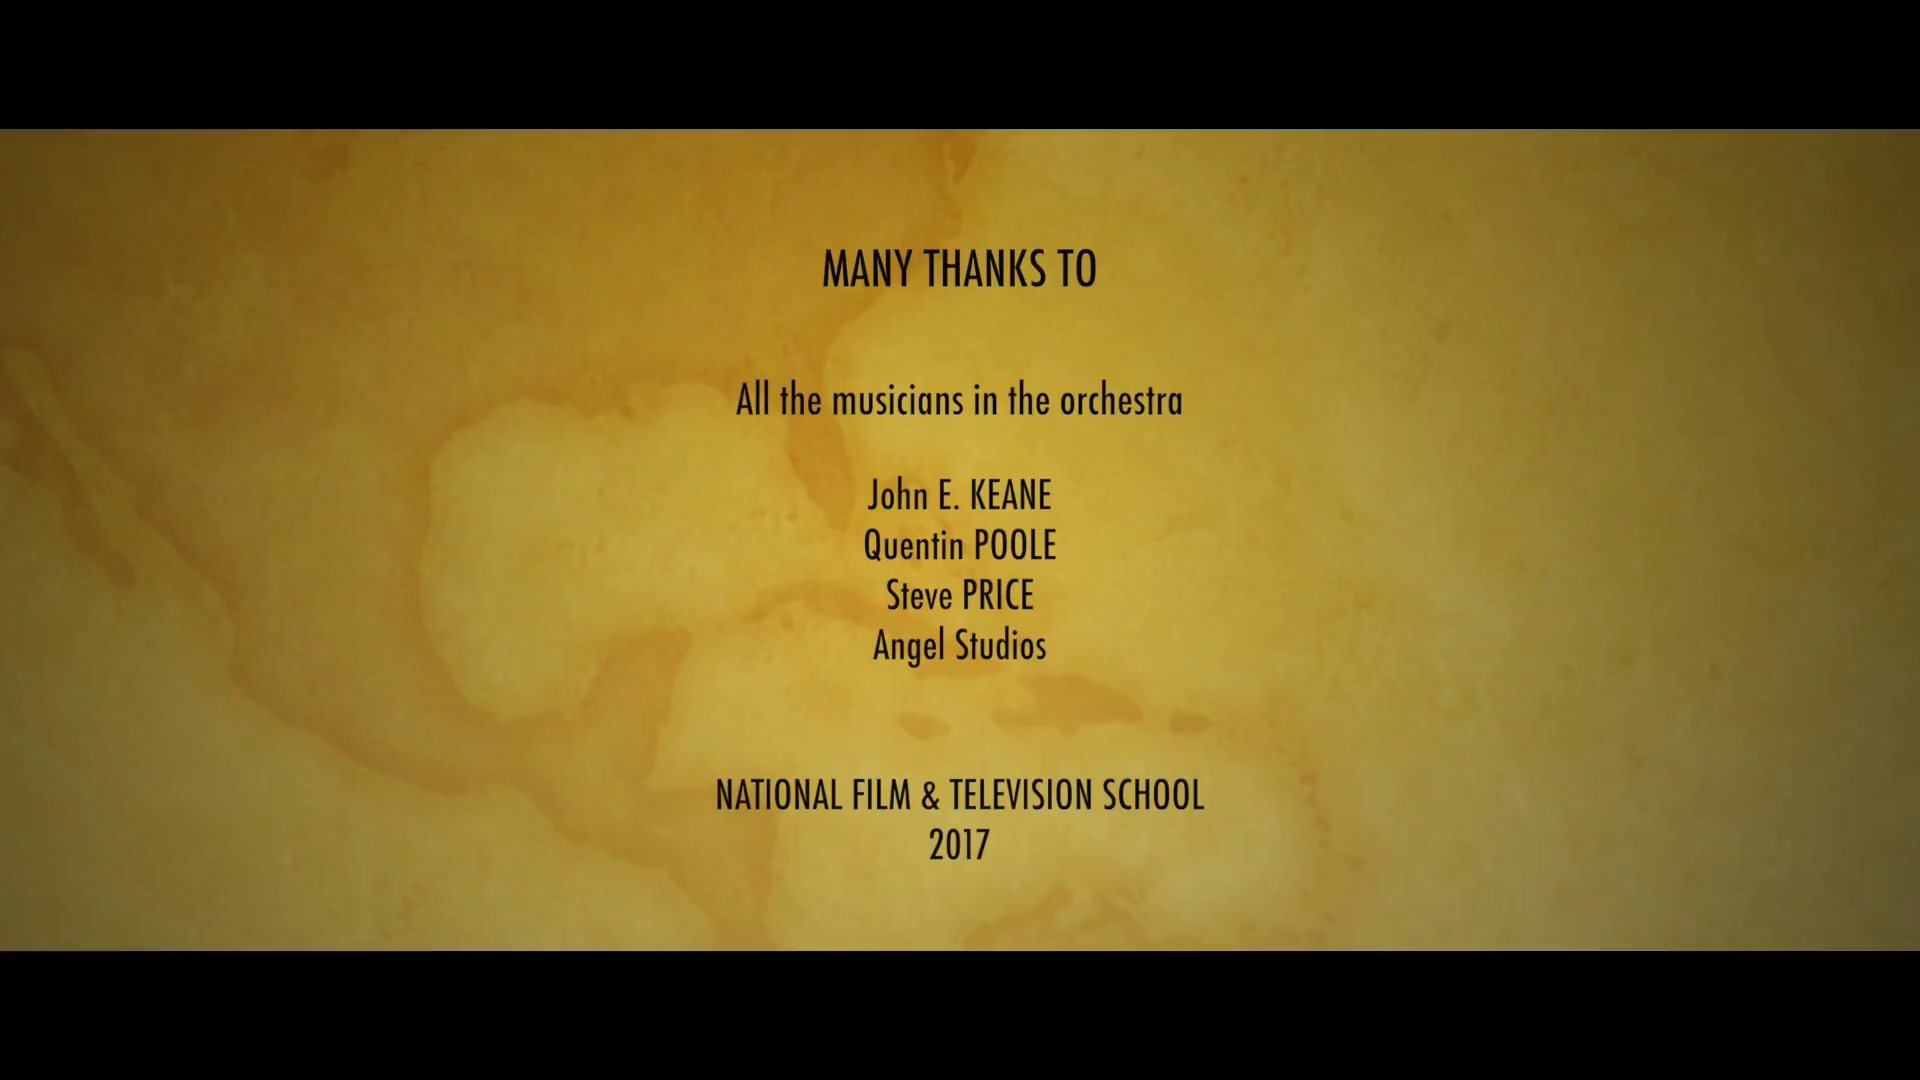 MANY THANKS TO
All the musicians in the orchestra
John E. KEANE
Quentin POOLE
Steve PRICE
Angel Studios
NATIONAL FILM & TELEVISION SCHOOL
2017